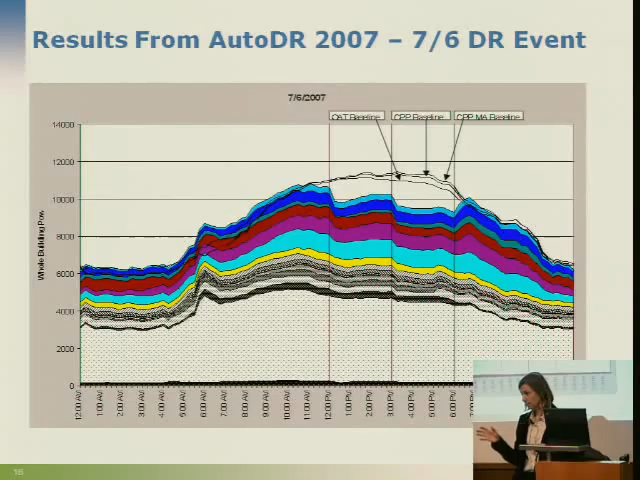 Results From AutoDR 2007 – 7/6 DR Event
7/6/2007
OAT Baseline
CPP Baseline
CPP MA Baseline
14000
12000
10000
8000
6000
4000
2000
0
Whole Building Pow
12:00 AM
1:00 AM
2:00 AM
3:00 AM
4:00 AM
5:00 AM
6:00 AM
7:00 AM
8:00 AM
9:00 AM
10:00 AM
11:00 AM
12:00 PM
1:00 PM
2:00 PM
3:00 PM
4:00 PM
5:00 PM
6:00 PM
16